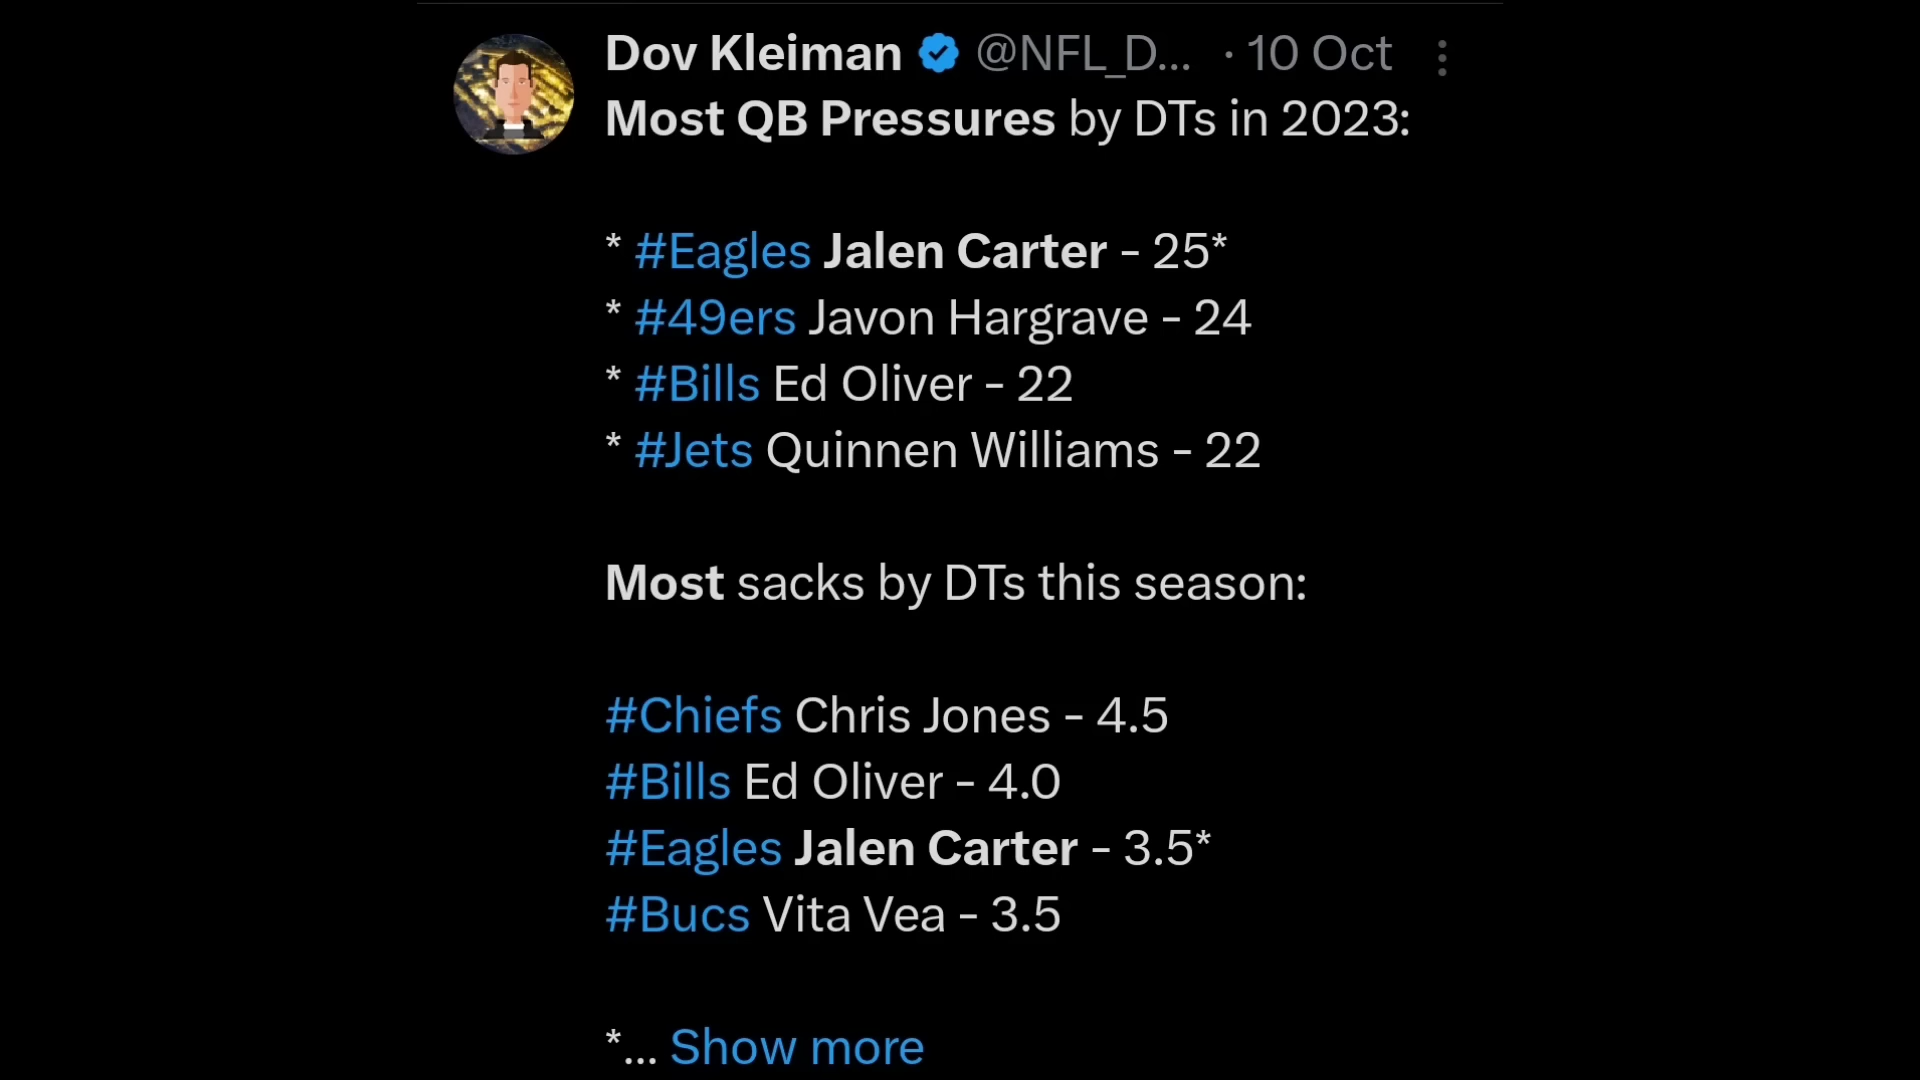 Dov Kleiman @NFL_D... · 10 Oct
Most QB Pressures by DTs in 2023:
* #Eagles Jalen Carter - 25*
* #49ers Javon Hargrave - 24
* #Bills Ed Oliver - 22
* #Jets Quinnen Williams - 22
Most sacks by DTs this season:
#Chiefs Chris Jones - 4.5
#Bills Ed Oliver - 4.0
#Eagles Jalen Carter - 3.5*
#Bucs Vita Vea - 3.5
*... Show more